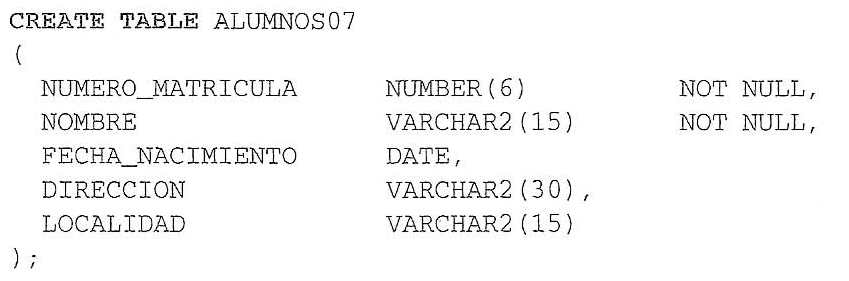 CREATE TABLE ALUMNOS07
(
NUMERO_MATRICULA NUMBER(6) NOT NULL,
NOMBRE VARCHAR2(15) NOT NULL,
FECHA_NACIMIENTO DATE,
DIRECCION VARCHAR2(30),
LOCALIDAD VARCHAR2(15)
);